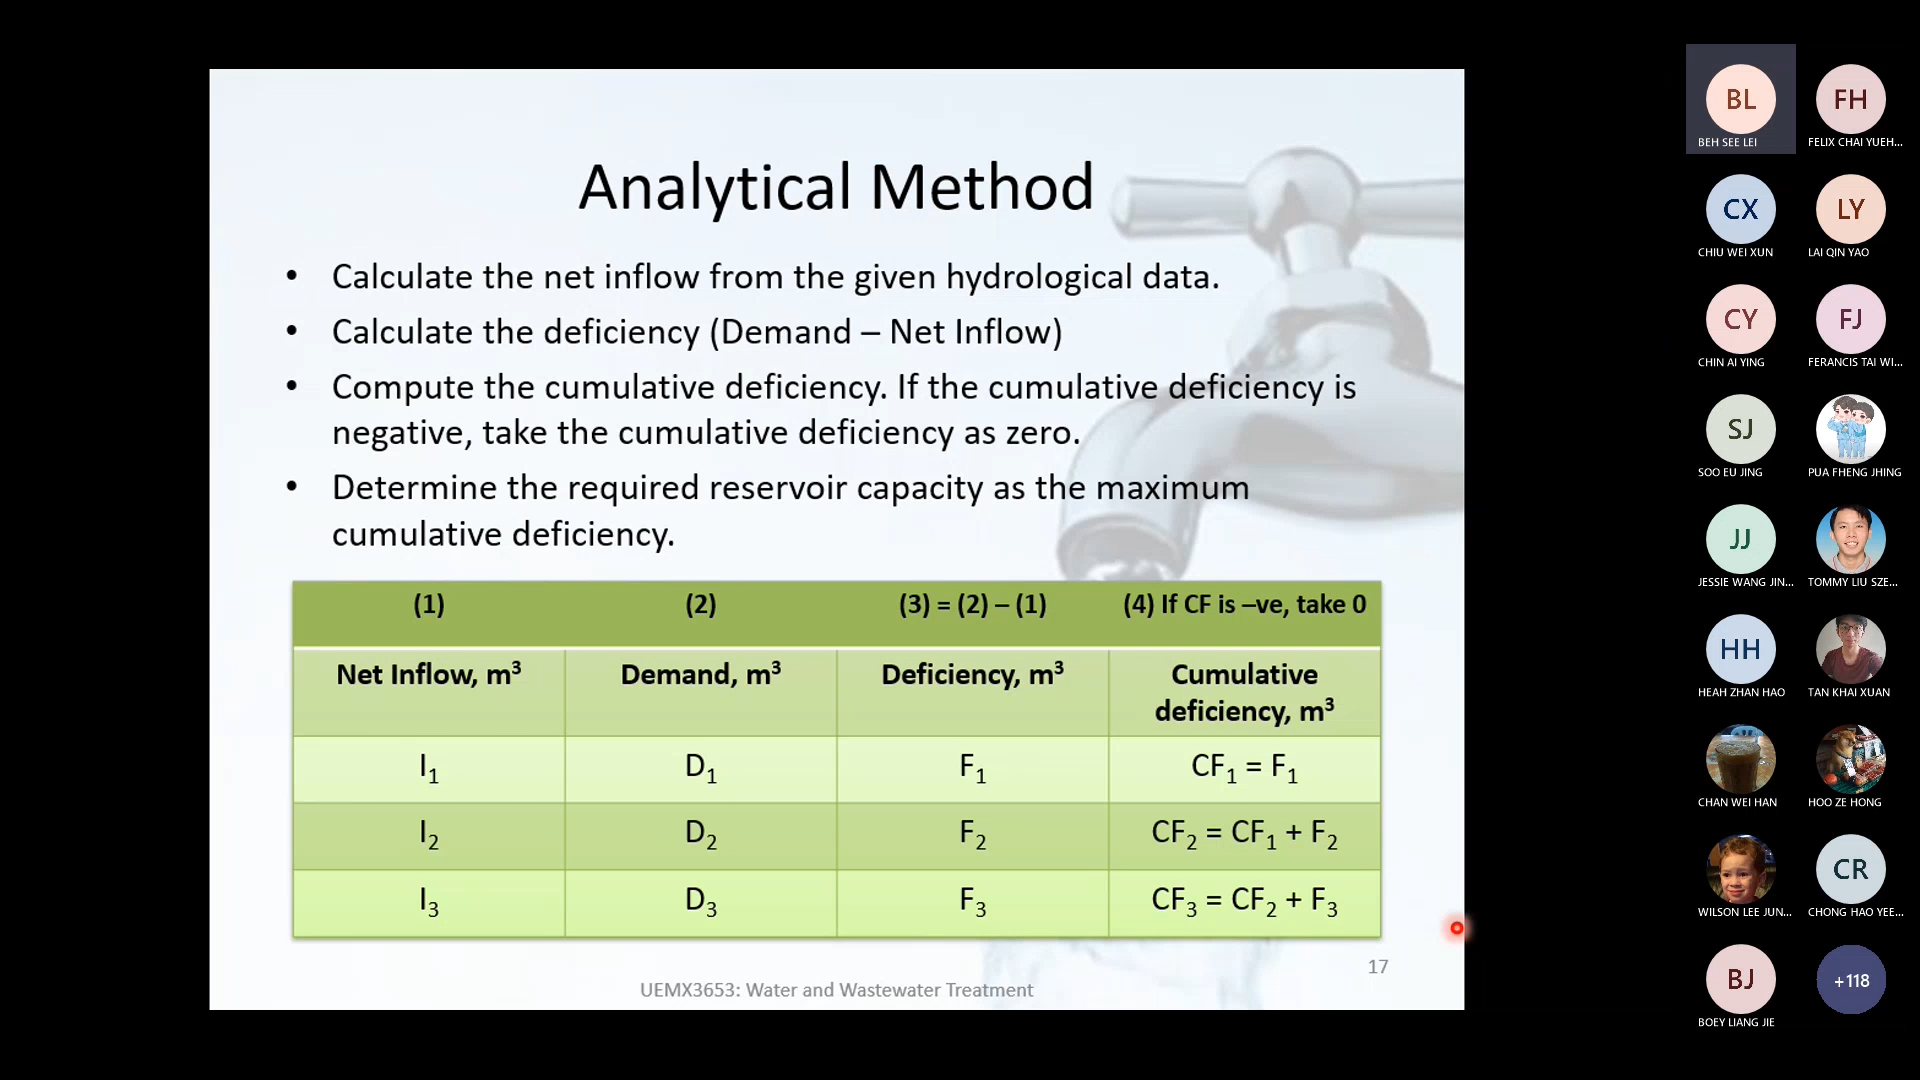 Analytical Method
• Calculate the net inflow from the given hydrological data.
• Calculate the deficiency (Demand – Net Inflow)
• Compute the cumulative deficiency. If the cumulative deficiency is
negative, take the cumulative deficiency as zero.
• Determine the required reservoir capacity as the maximum
cumulative deficiency.
(1) (2) (3) = (2) – (1) (4) If CF is –ve, take 0
Net Inflow, m³ Demand, m³ Deficiency, m³ Cumulative
deficiency, m³
I₁ D₁ F₁ CF₁ = F₁
I₂ D₂ F₂ CF₂ = CF₁ + F₂
I₃ D₃ F₃ CF₃ = CF₂ + F₃
17
UEMX3653: Water and Wastewater Treatment
BL FH
BEH SEE LEI FELIX CHAI YUEH...
CX LY
CHIU WEI XUN LAI QIN YAO
CY FJ
CHIN AI YING FERANCIS TAI WI...
SJ
SOO EU JING PUA FHENG JHING
JJ
JESSIE WANG JIN... TOMMY LIU SZE...
HH
HEAH ZHAN HAO TAN KHAI XUAN
CHAN WEI HAN HOO ZE HONG
CR
WILSON LEE JUN... CHONG HAO YEE...
BJ +118
BOEY LIANG JIE